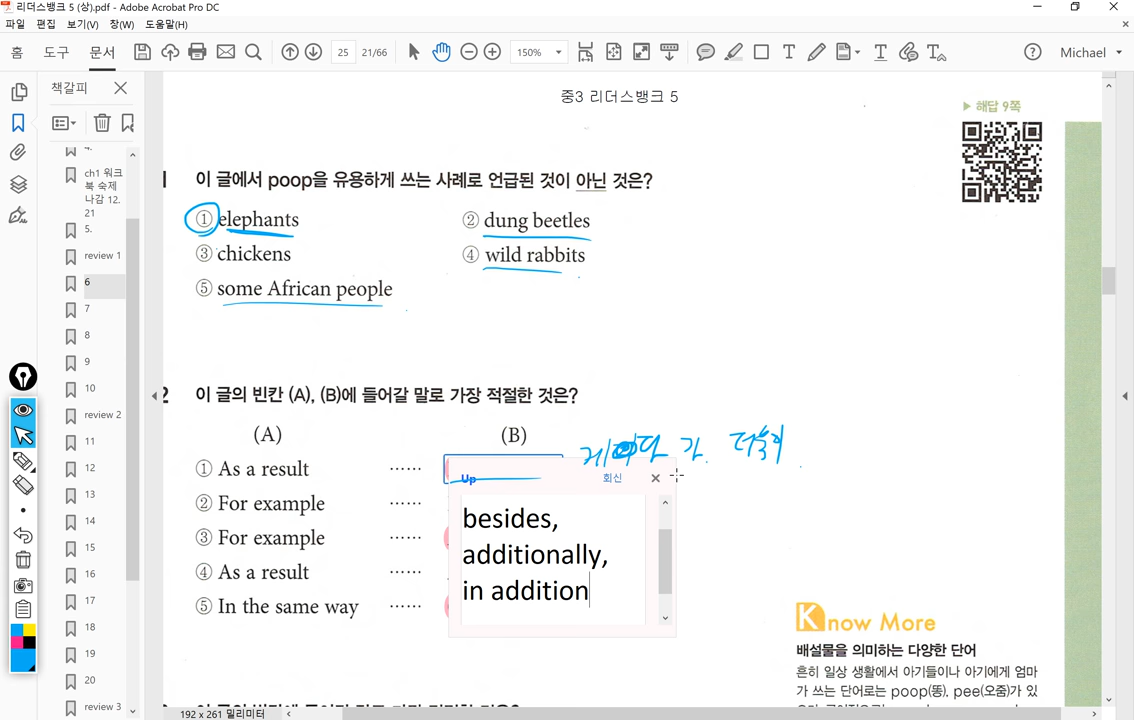 리더스뱅크 5 (상).pdf - Adobe Acrobat Pro DC
파일 편집 보기(V) 창(W) 도움말(H)
홈 도구 문서 25 21/66 150% Michael
책갈피
4.
ch1 워크
북 숙제
나감 12.
21
5.
review 1
6
7
8
9
10
review 2
11
12
13
14
15
16
17
18
19
20
review 3
중3 리더스뱅크 5
▶ 해답 9쪽
1 이 글에서 poop을 유용하게 쓰는 사례로 언급된 것이 아닌 것은?
① elephants ② dung beetles
③ chickens ④ wild rabbits
⑤ some African people
2 이 글의 빈칸 (A), (B)에 들어갈 말로 가장 적절한 것은?
(A) (B)
게다가 더욱이
① As a result ······
② For example ······
③ For example ······
④ As a result ······
⑤ In the same way ······
Up 회신
besides,
additionally,
in addition
Know More
배설물을 의미하는 다양한 단어
흔히 일상 생활에서 아기들이나 아기에게 엄마
가 쓰는 단어로는 poop(똥), pee(오줌)가 있
192 x 261 밀리미터